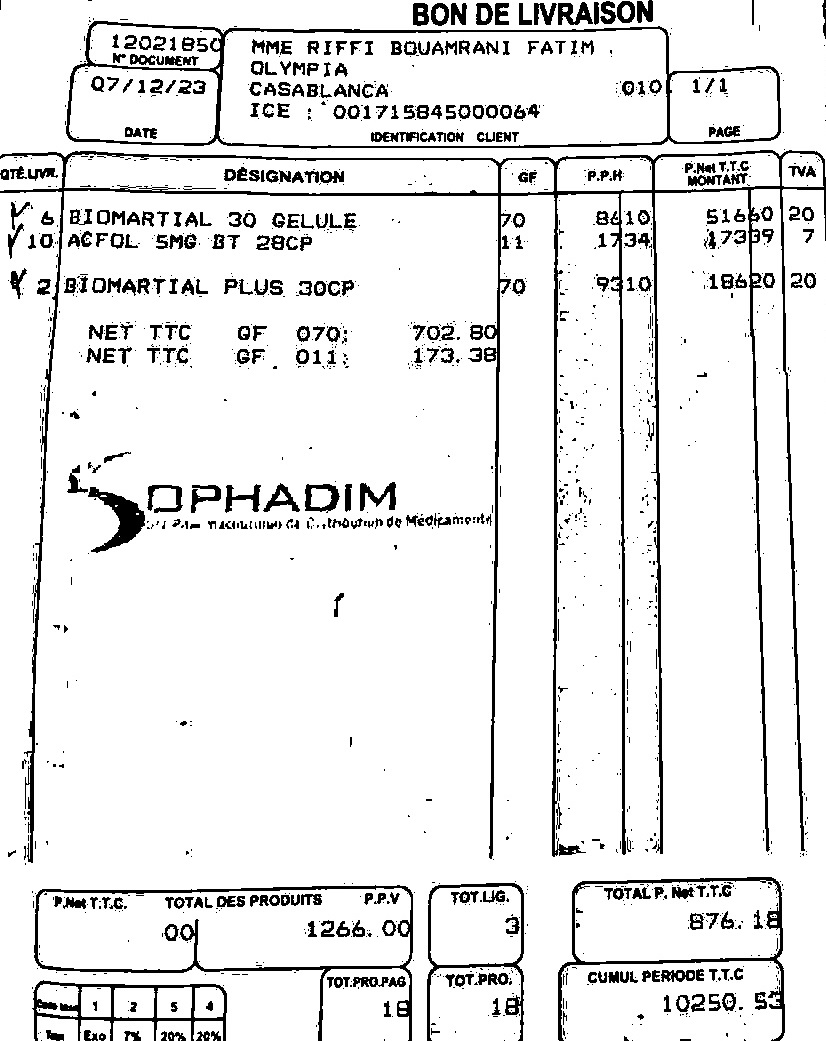 BON DE LIVRAISON
12021850
N° DOCUMENT
07/12/23
DATE
MME RIFFI BOUAMRANI FATIM .
OLYMPIA
CASABLANCA 010
ICE : 001715845000064
IDENTIFICATION CLIENT
1/1
PAGE
QTÉ.LIVR. DÉSIGNATION GF P.P.H P.Net T.T.C MONTANT TVA
6 BIOMARTIAL 30 GELULE 70 8610 51660 20
10 ACFOL 5MG BT 28CP 11 1734 17339 7
2 BIOMARTIAL PLUS 30CP 70 9310 18620 20
NET TTC GF 070: 702.80
NET TTC GF 011: 173.38
SOPHADIM
de Distribution de Médicaments
P.Net T.T.C. TOTAL DES PRODUITS P.P.V
00 1266.00
TOT.LIG.
3
TOTAL P. Net T.T.C
876.18
TOT.PRO.PAG
18
TOT.PRO.
18
CUMUL PERIODE T.T.C
10250.53
1 2 5 4
Taux Exo 7% 20% 20%